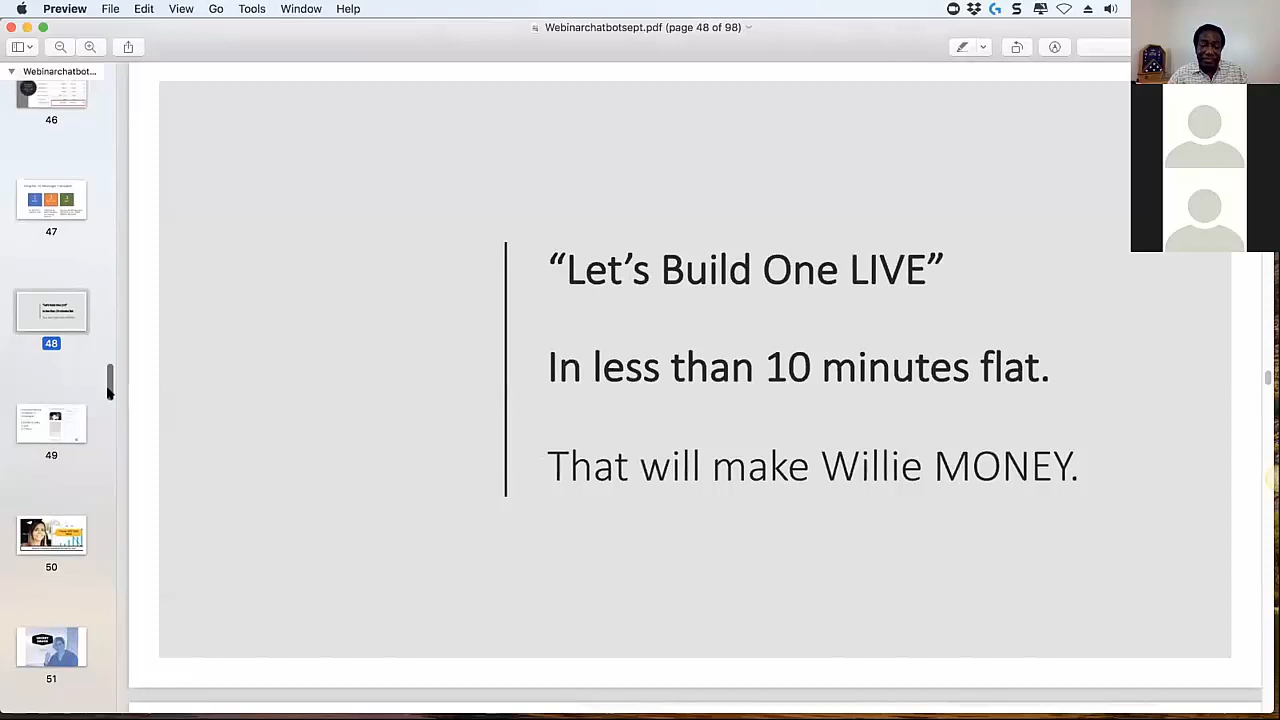 Preview File Edit View Go Tools Window Help
Webinarchatbotsept.pdf (page 48 of 98)
Webinarchatbot...
46
47
48
49
50
51
“Let’s Build One LIVE”
In less than 10 minutes flat.
That will make Willie MONEY.